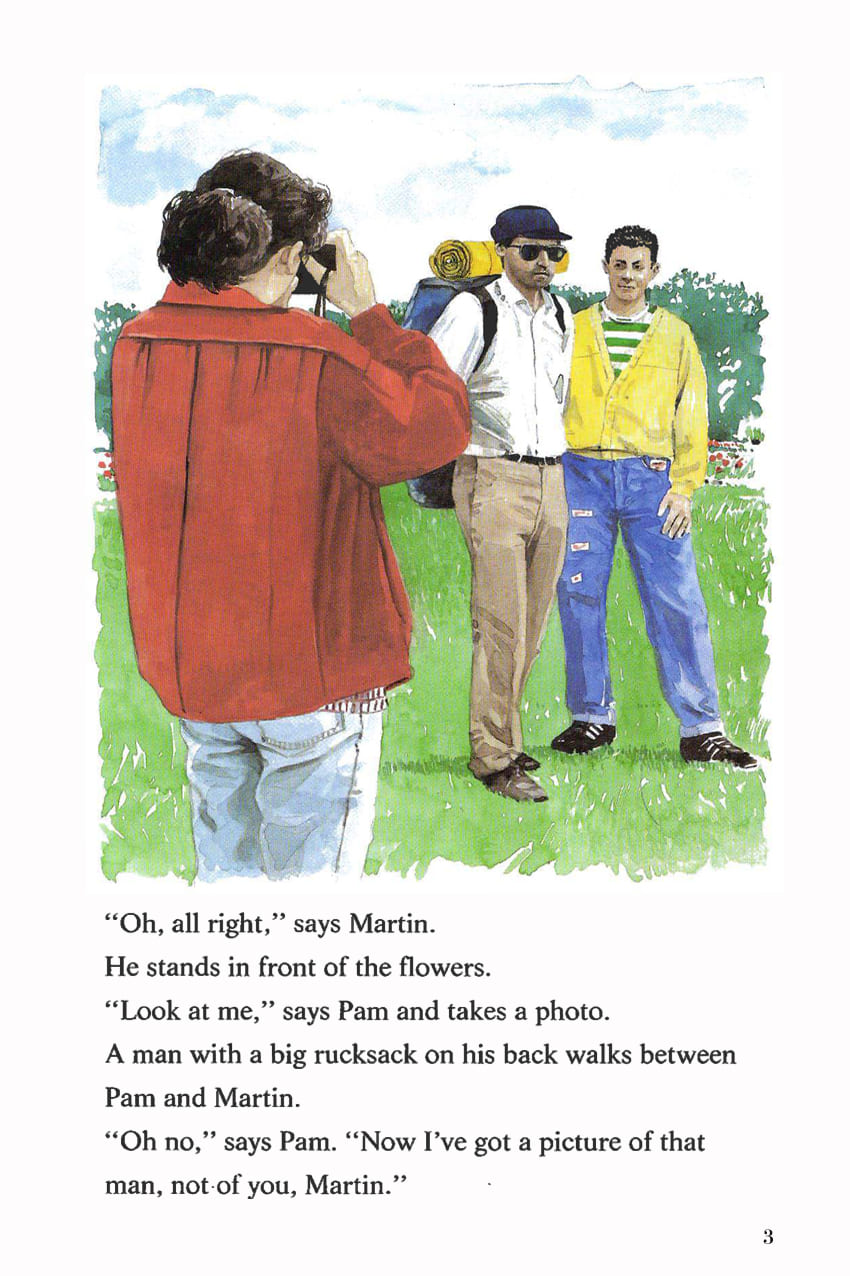 “Oh, all right,” says Martin.
He stands in front of the flowers.
“Look at me,” says Pam and takes a photo.
A man with a big rucksack on his back walks between
Pam and Martin.
“Oh no,” says Pam. “Now I’ve got a picture of that
man, not of you, Martin.”
3